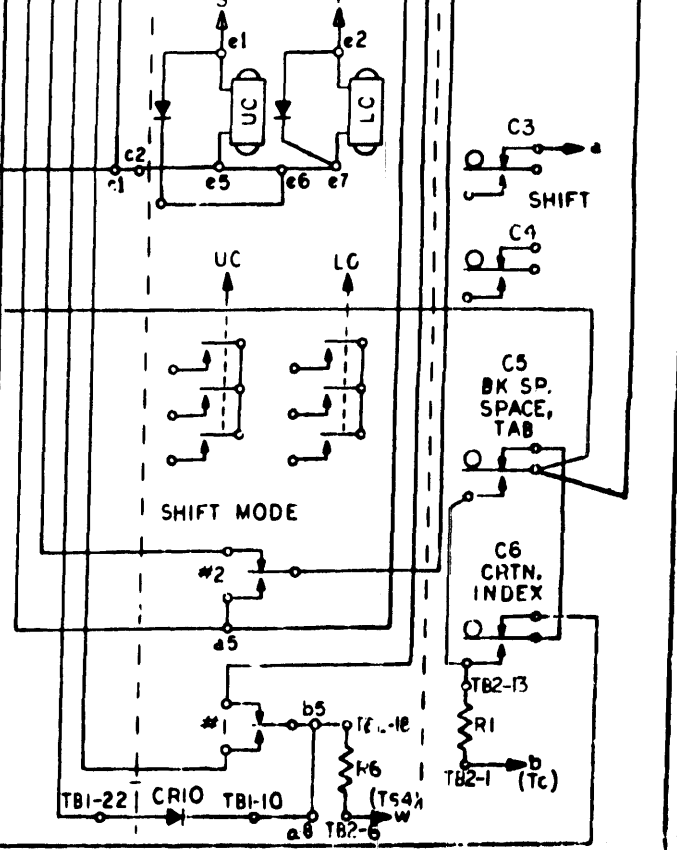 e1
e2
UC
LC
C3
a
c2
e5
e6
e7
SHIFT
C4
UC
LC
C5
BK SP.
SPACE,
TAB
SHIFT MODE
C6
CRTN.
INDEX
#2
a5
TB2-13
b5
#
R1
R6
b
TB2-1
(Tc)
TB1-22
CR10
TB1-10
a8
TB2-6
w